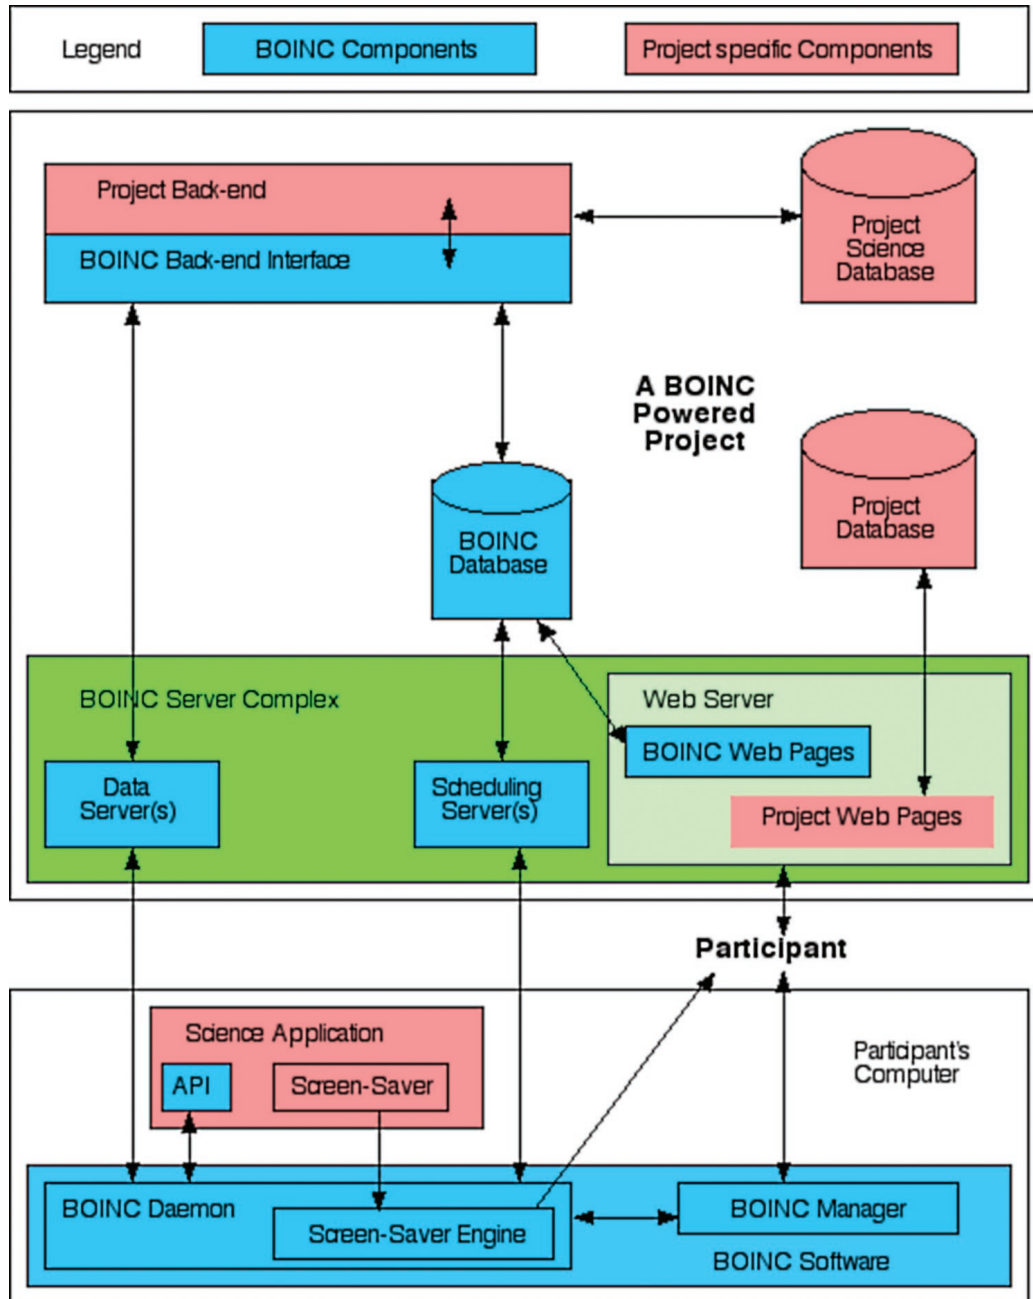 Legend
BOINC Components
Project specific Components
Project Back-end
BOINC Back-end Interface
Project
Science
Database
A BOINC
Powered
Project
Project
Database
BOINC
Database
BOINC Server Complex
Web Server
BOINC Web Pages
Data
Server(s)
Scheduling
Server(s)
Project Web Pages
Participant
Science Application
API
Screen-Saver
Participant's
Computer
BOINC Daemon
Screen-Saver Engine
BOINC Manager
BOINC Software